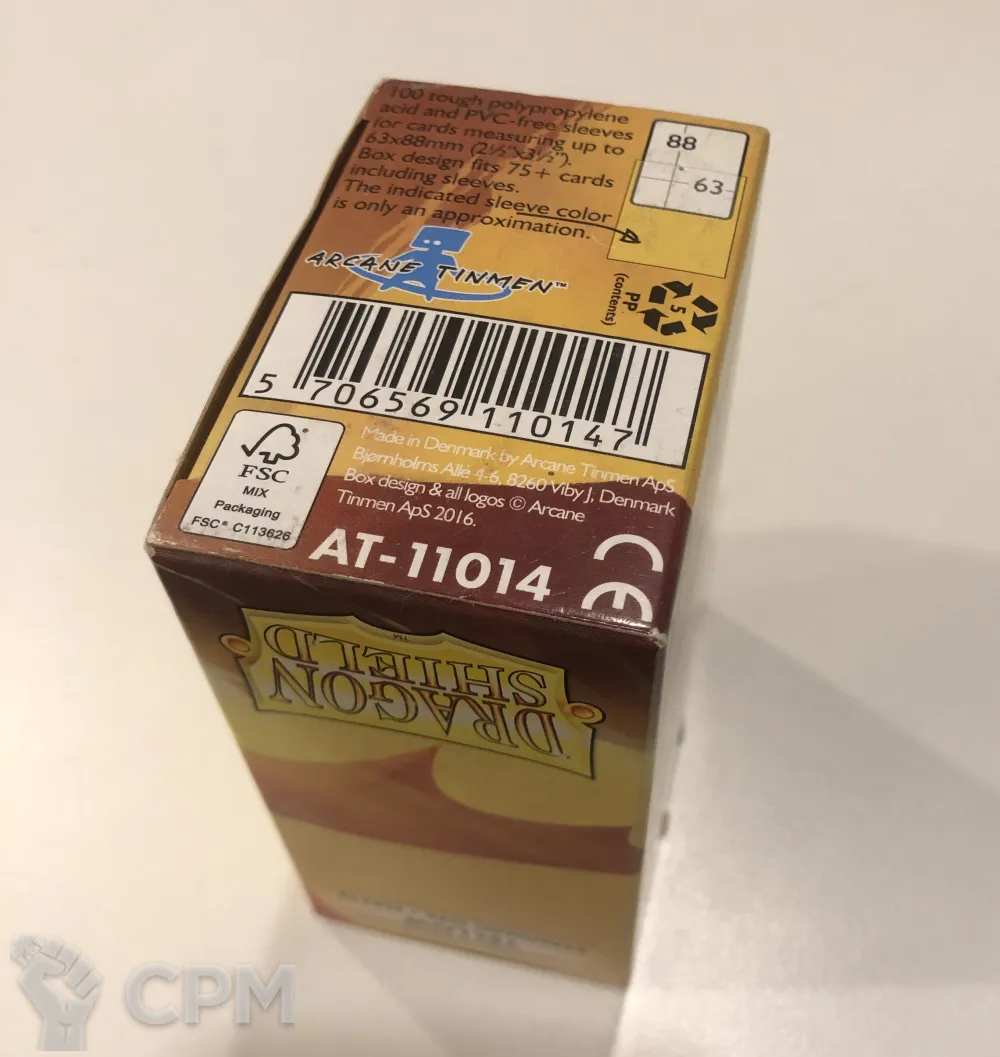 100 tough polypropylene
acid and PVC-free sleeves
for cards measuring up to
63x88mm (2½"x3½").
Box design fits 75+ cards
including sleeves.
The indicated sleeve color
is only an approximation.
88
63
ARCANE TINMEN™
5
PP
(contents)
5 706569 110147
FSC®
MIX
Packaging
FSC® C113626
Made in Denmark by Arcane Tinmen ApS
Bjørnholms Allé 4-6, 8260 Viby J, Denmark
Box design & all logos © Arcane
Tinmen ApS 2016.
AT-11014
CE
DRAGON
SHIELD™
CPM